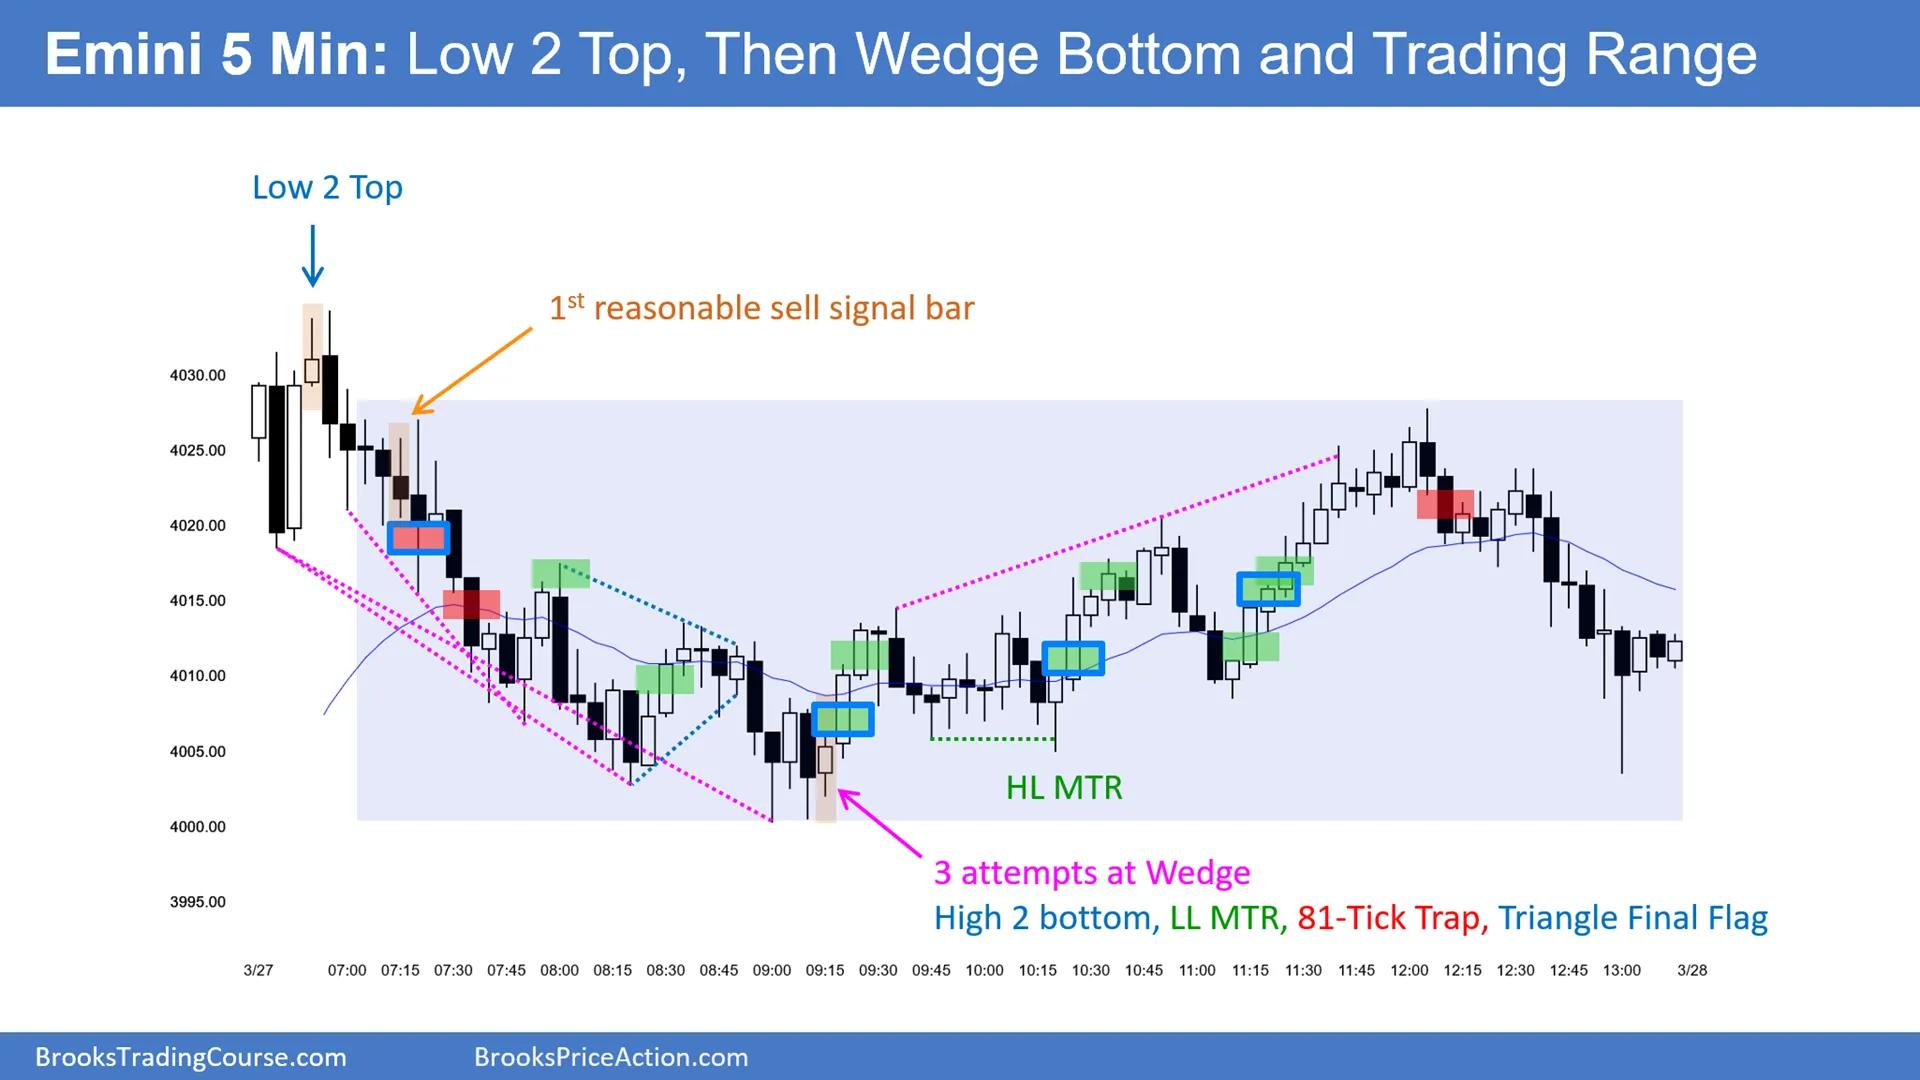 Emini 5 Min: Low 2 Top, Then Wedge Bottom and Trading Range
Low 2 Top
1st reasonable sell signal bar
4030.00
4025.00
4020.00
4015.00
4010.00
4005.00
4000.00
3995.00
HL MTR
3 attempts at Wedge
High 2 bottom, LL MTR, 81-Tick Trap, Triangle Final Flag
3/27 07:00 07:15 07:30 07:45 08:00 08:15 08:30 08:45 09:00 09:15 09:30 09:45 10:00 10:15 10:30 10:45 11:00 11:15 11:30 11:45 12:00 12:15 12:30 12:45 13:00 3/28
BrooksTradingCourse.com BrooksPriceAction.com